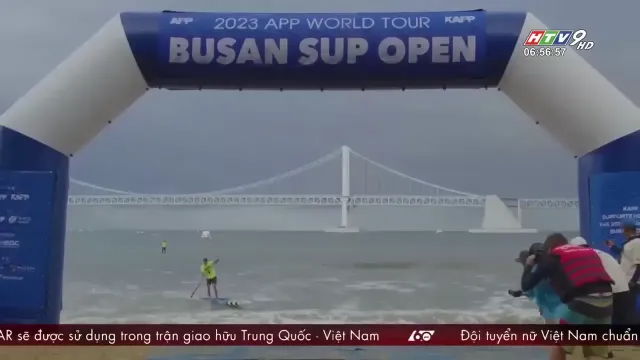 APP
2023 APP WORLD TOUR
KAPP
BUSAN SUP OPEN
HTV9 HD
06:56:57
AR sẽ được sử dụng trong trận giao hữu Trung Quốc - Việt Nam
60
Đội tuyển nữ Việt Nam chuẩn